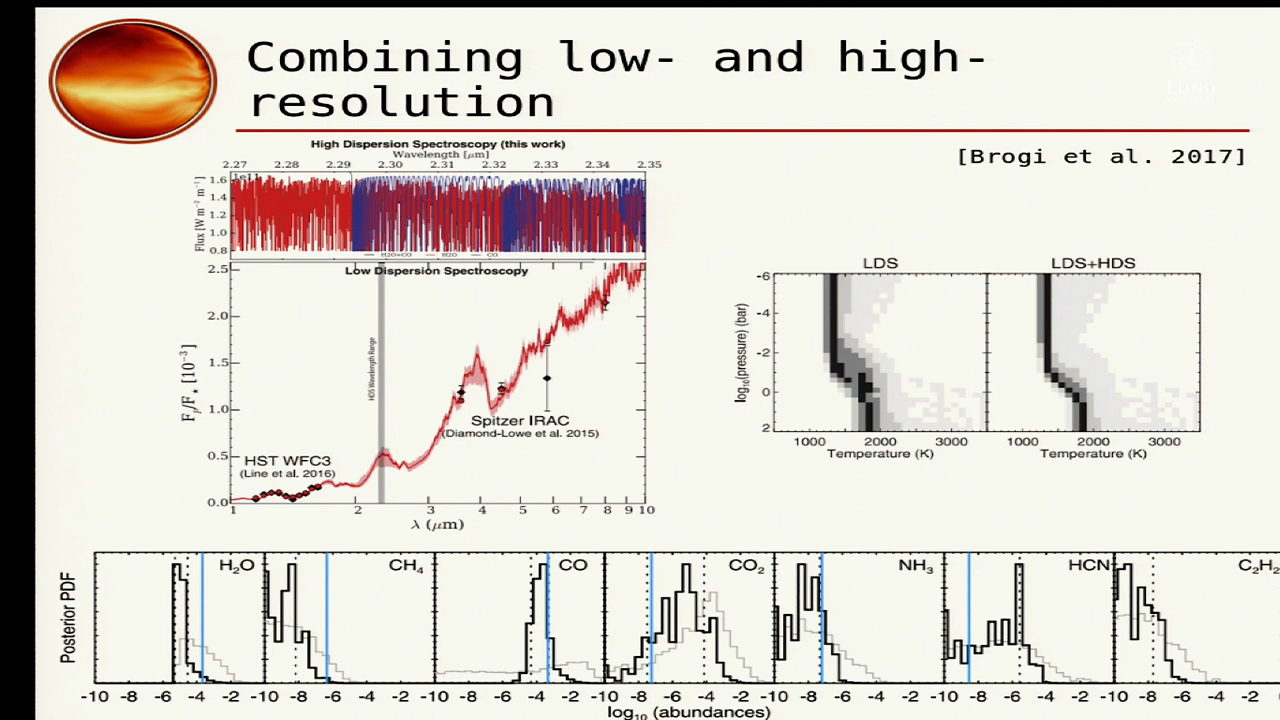 Combining low- and high-
resolution
LUND
[Brogi et al. 2017]
High Dispersion Spectroscopy (this work)
Wavelength [μm]
2.27 2.28 2.29 2.30 2.31 2.32 2.33 2.34 2.35
1e11
1.6
1.4
1.2
1.0
0.8
Flux [W m⁻² m⁻¹]
H2O+CO H2O CO
Low Dispersion Spectroscopy
2.5
2.0
1.5
1.0
0.5
0.0
Fₚ/F⋆ [10⁻³]
HDS Wavelength Range
Spitzer IRAC
(Diamond-Lowe et al. 2015)
HST WFC3
(Line et al. 2016)
1 2 3 4 5 6 7 8 9 10
λ (μm)
LDS LDS+HDS
-6
-4
-2
0
2
log₁₀(pressure) (bar)
1000 2000 3000 1000 2000 3000
Temperature (K) Temperature (K)
Posterior PDF
H₂O CH₄ CO CO₂ NH₃ HCN C₂H₂
-10 -8 -6 -4 -2 -10 -8 -6 -4 -2 -10 -8 -6 -4 -2 -10 -8 -6 -4 -2 -10 -8 -6 -4 -2 -10 -8 -6 -4 -2 -10 -8 -6 -4 -2
log₁₀ (abundances)